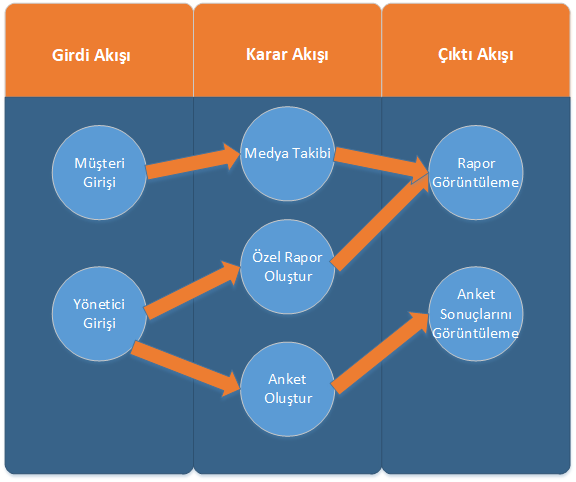 Girdi Akışı
Karar Akışı
Çıktı Akışı
Müşteri
Girişi
Medya Takibi
Rapor
Görüntüleme
Özel Rapor
Oluştur
Yönetici
Girişi
Anket
Sonuçlarını
Görüntüleme
Anket
Oluştur